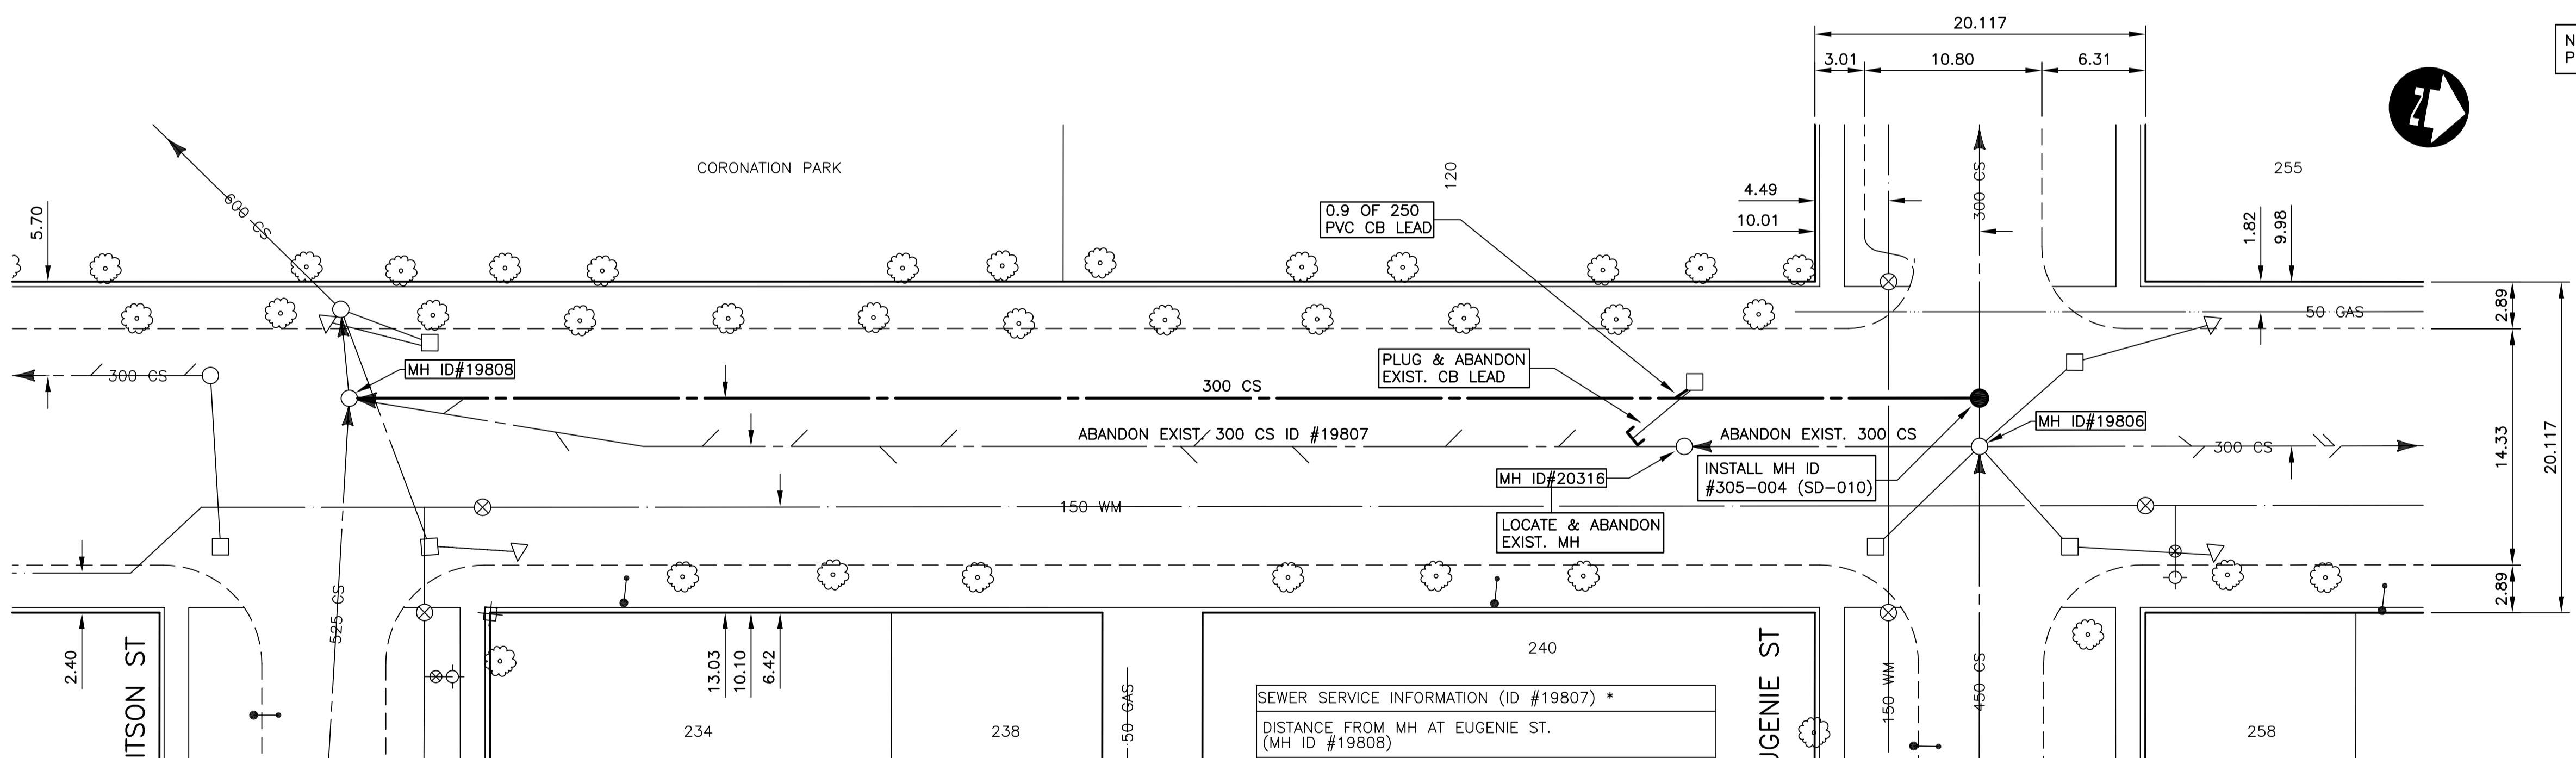 20.117
3.01
10.80
6.31
N
P
N
CORONATION PARK
120
255
600 CS
300 CS
5.70
4.49
10.01
1.82
9.98
0.9 OF 250
PVC CB LEAD
50 GAS
2.89
PLUG & ABANDON
EXIST. CB LEAD
300 CS
MH ID#19808
300 CS
ABANDON EXIST. 300 CS ID #19807
ABANDON EXIST. 300 CS
MH ID#19806
300 CS
14.33
20.117
MH ID#20316
INSTALL MH ID
#305-004 (SD-010)
150 WM
LOCATE & ABANDON
EXIST. MH
2.89
525 CS
2.40
ITSON ST
13.03
10.10
6.42
240
UGENIE ST
150 WM
450 CS
50 GAS
SEWER SERVICE INFORMATION (ID #19807) *
DISTANCE FROM MH AT EUGENIE ST.
(MH ID #19808)
234
238
258